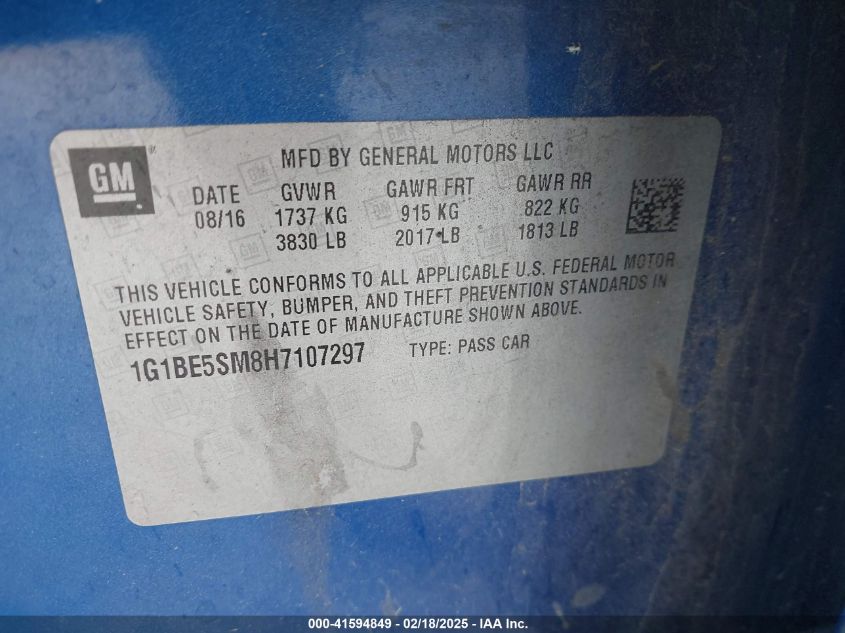 GM
MFD BY GENERAL MOTORS LLC
DATE GVWR GAWR FRT GAWR RR
08/16 1737 KG 915 KG 822 KG
3830 LB 2017 LB 1813 LB
THIS VEHICLE CONFORMS TO ALL APPLICABLE U.S. FEDERAL MOTOR
VEHICLE SAFETY, BUMPER, AND THEFT PREVENTION STANDARDS IN
EFFECT ON THE DATE OF MANUFACTURE SHOWN ABOVE.
1G1BE5SM8H7107297 TYPE: PASS CAR
000-41594849 - 02/18/2025 - IAA Inc.